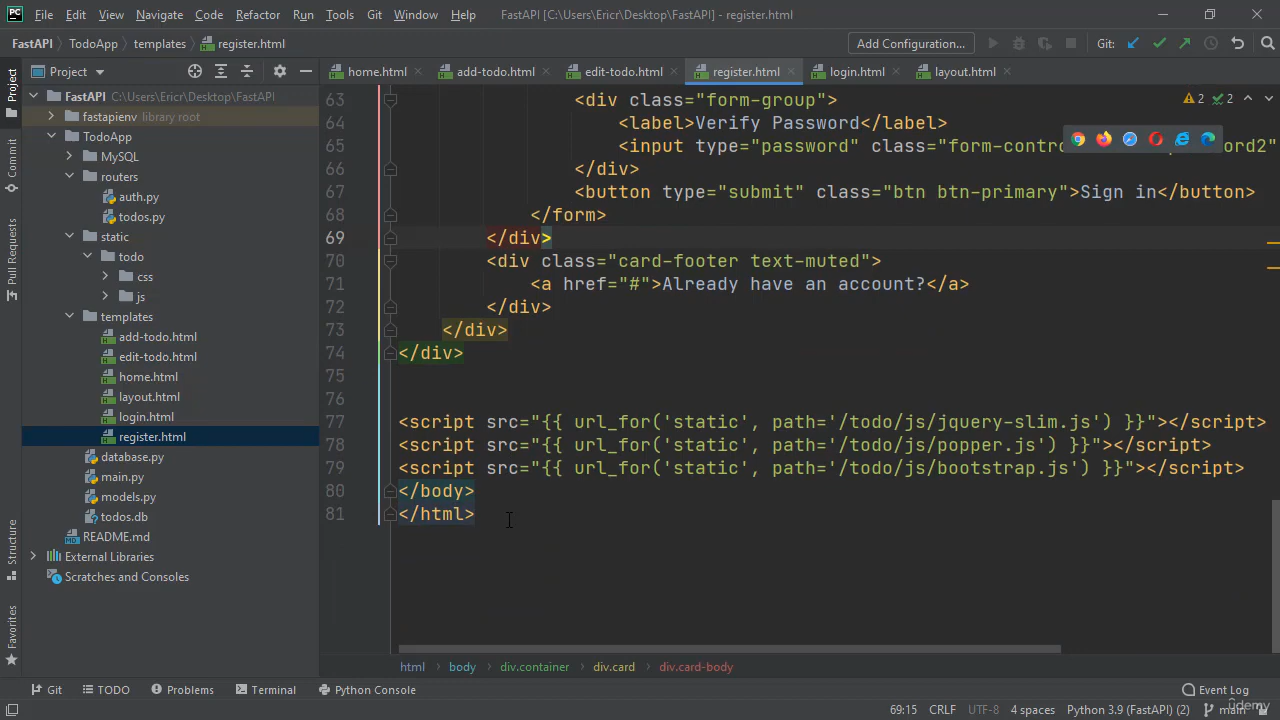 PC File Edit View Navigate Code Refactor Run Tools Git Window Help FastAPI [C:\Users\Ericr\Desktop\FastAPI] - register.html
FastAPI TodoApp templates register.html Add Configuration... Git:
Project home.html add-todo.html edit-todo.html register.html login.html layout.html
FastAPI C:\Users\Ericr\Desktop\FastAPI
fastapienv library root
TodoApp
MySQL
routers
auth.py
todos.py
static
todo
css
js
templates
add-todo.html
edit-todo.html
home.html
layout.html
login.html
register.html
database.py
main.py
models.py
todos.db
README.md
External Libraries
Scratches and Consoles
Project
Commit
Pull Requests
Structure
Favorites
2 2
63 <div class="form-group">
64 <label>Verify Password</label>
65 <input type="password" class="form-contro ord2"
66 </div>
67 <button type="submit" class="btn btn-primary">Sign in</button>
68 </form>
69 </div>
70 <div class="card-footer text-muted">
71 <a href="#">Already have an account?</a>
72 </div>
73 </div>
74 </div>
75
76
77 <script src="{{ url_for('static', path='/todo/js/jquery-slim.js') }}"></script>
78 <script src="{{ url_for('static', path='/todo/js/popper.js') }}"></script>
79 <script src="{{ url_for('static', path='/todo/js/bootstrap.js') }}"></script>
80 </body>
81 </html>
html body div.container div.card div.card-body
Git TODO Problems Terminal Python Console Event Log
69:15 CRLF UTF-8 4 spaces Python 3.9 (FastAPI) (2) main
ûdemy